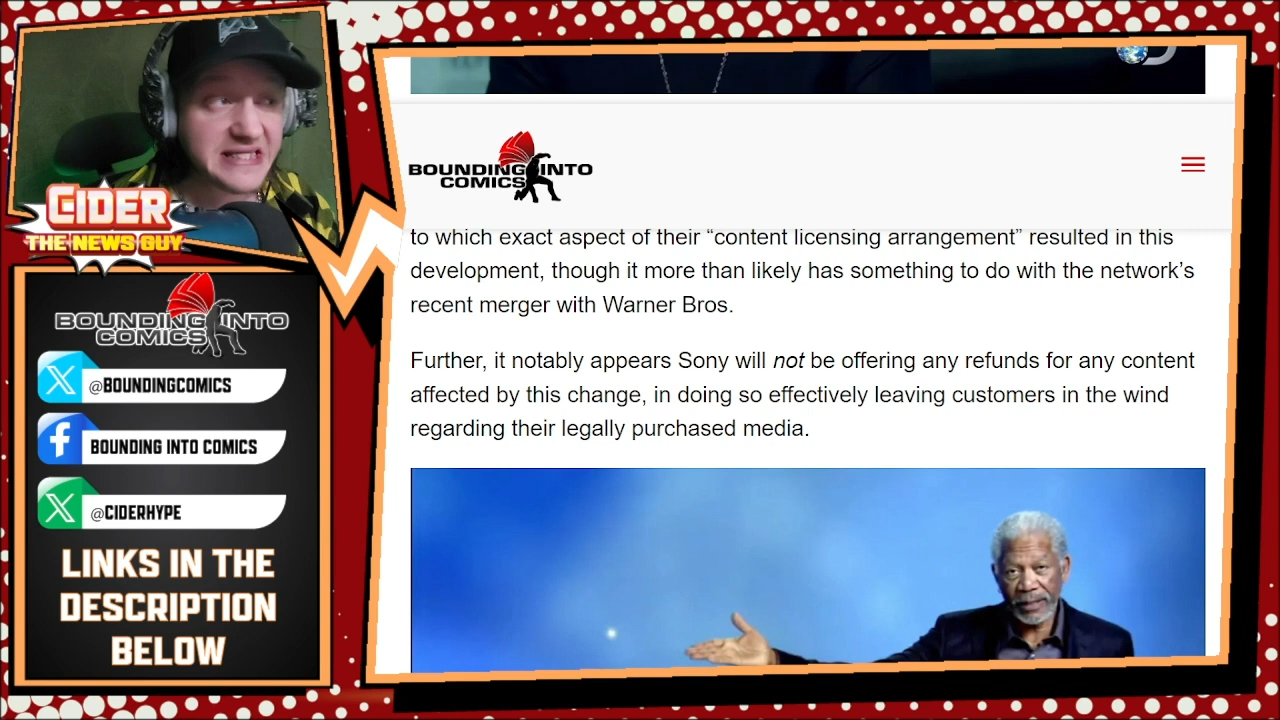 CIDER
THE NEWS GUY
BOUNDING INTO
COMICS
@BOUNDINGCOMICS
BOUNDING INTO COMICS
@CIDERHYPE
LINKS IN THE
DESCRIPTION
BELOW
BOUNDING INTO
COMICS
to which exact aspect of their “content licensing arrangement” resulted in this
development, though it more than likely has something to do with the network’s
recent merger with Warner Bros.
Further, it notably appears Sony will not be offering any refunds for any content
affected by this change, in doing so effectively leaving customers in the wind
regarding their legally purchased media.